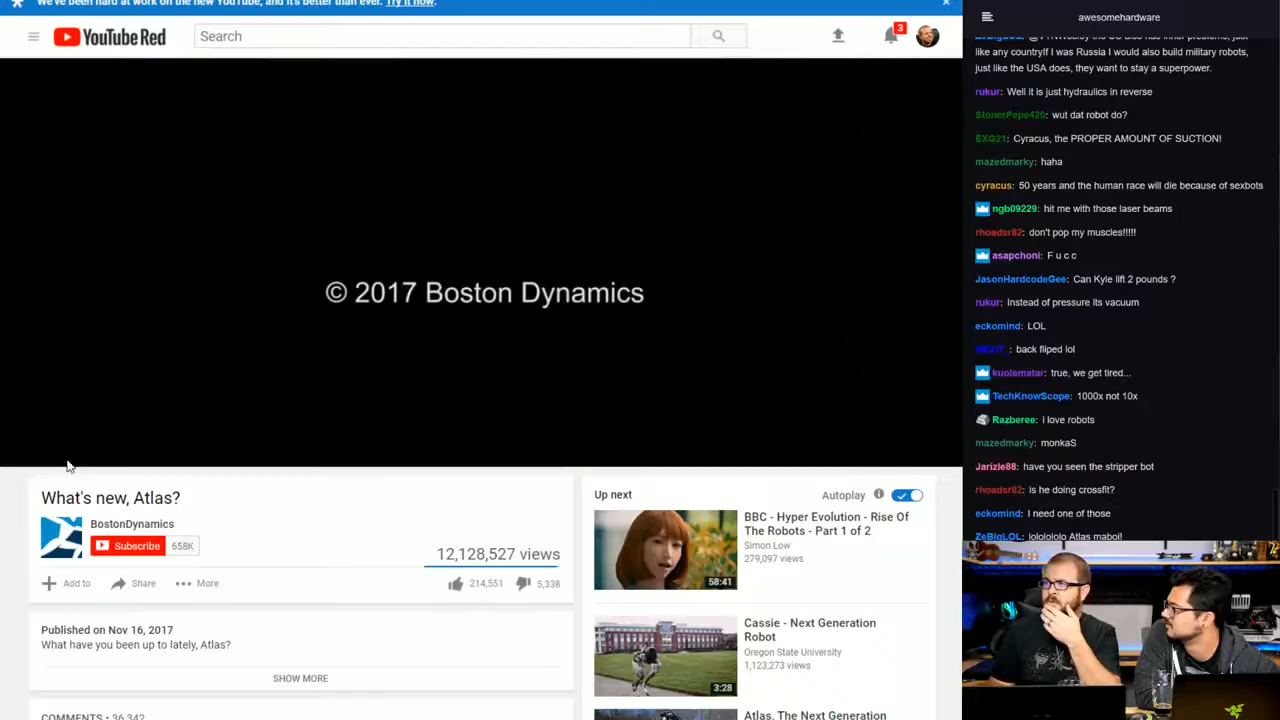 We've been hard at work on the new YouTube, and it's better than ever. Try it now.
YouTube Red
Search
3
© 2017 Boston Dynamics
What's new, Atlas?
BostonDynamics
Subscribe 658K
12,128,527 views
Add to Share More
214,551 5,338
Published on Nov 16, 2017
What have you been up to lately, Atlas?
SHOW MORE
COMMENTS • 36,342
Up next
Autoplay
BBC - Hyper Evolution - Rise Of
The Robots - Part 1 of 2
Simon Low
279,097 views
58:41
Cassie - Next Generation
Robot
Oregon State University
1,123,273 views
3:28
Atlas, The Next Generation
awesomehardware
the US also has inner problems, just
like any countryIf I was Russia I would also build military robots,
just like the USA does, they want to stay a superpower.
rukur: Well it is just hydraulics in reverse
StonerPepe420: wut dat robot do?
EXG21: Cyracus, the PROPER AMOUNT OF SUCTION!
mazedmarky: haha
cyracus: 50 years and the human race will die because of sexbots
ngb09229: hit me with those laser beams
rhoadsr82: don't pop my muscles!!!!!
asapchoni: F u c c
JasonHardcodeGee: Can Kyle lift 2 pounds ?
rukur: Instead of pressure its vacuum
eckomind: LOL
: back fliped lol
kuolematar: true, we get tired...
TechKnowScope: 1000x not 10x
Razberee: i love robots
mazedmarky: monkaS
Jarizle88: have you seen the stripper bot
rhoadsr82: is he doing crossfit?
eckomind: I need one of those
ZeBigLOL: lololololo Atlas maboi!